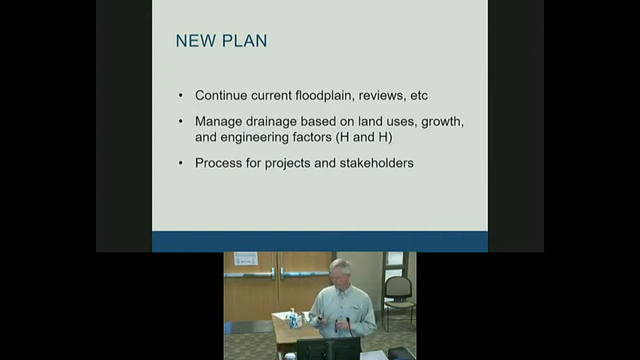 NEW PLAN
• Continue current floodplain, reviews, etc
• Manage drainage based on land uses, growth,
and engineering factors (H and H)
• Process for projects and stakeholders